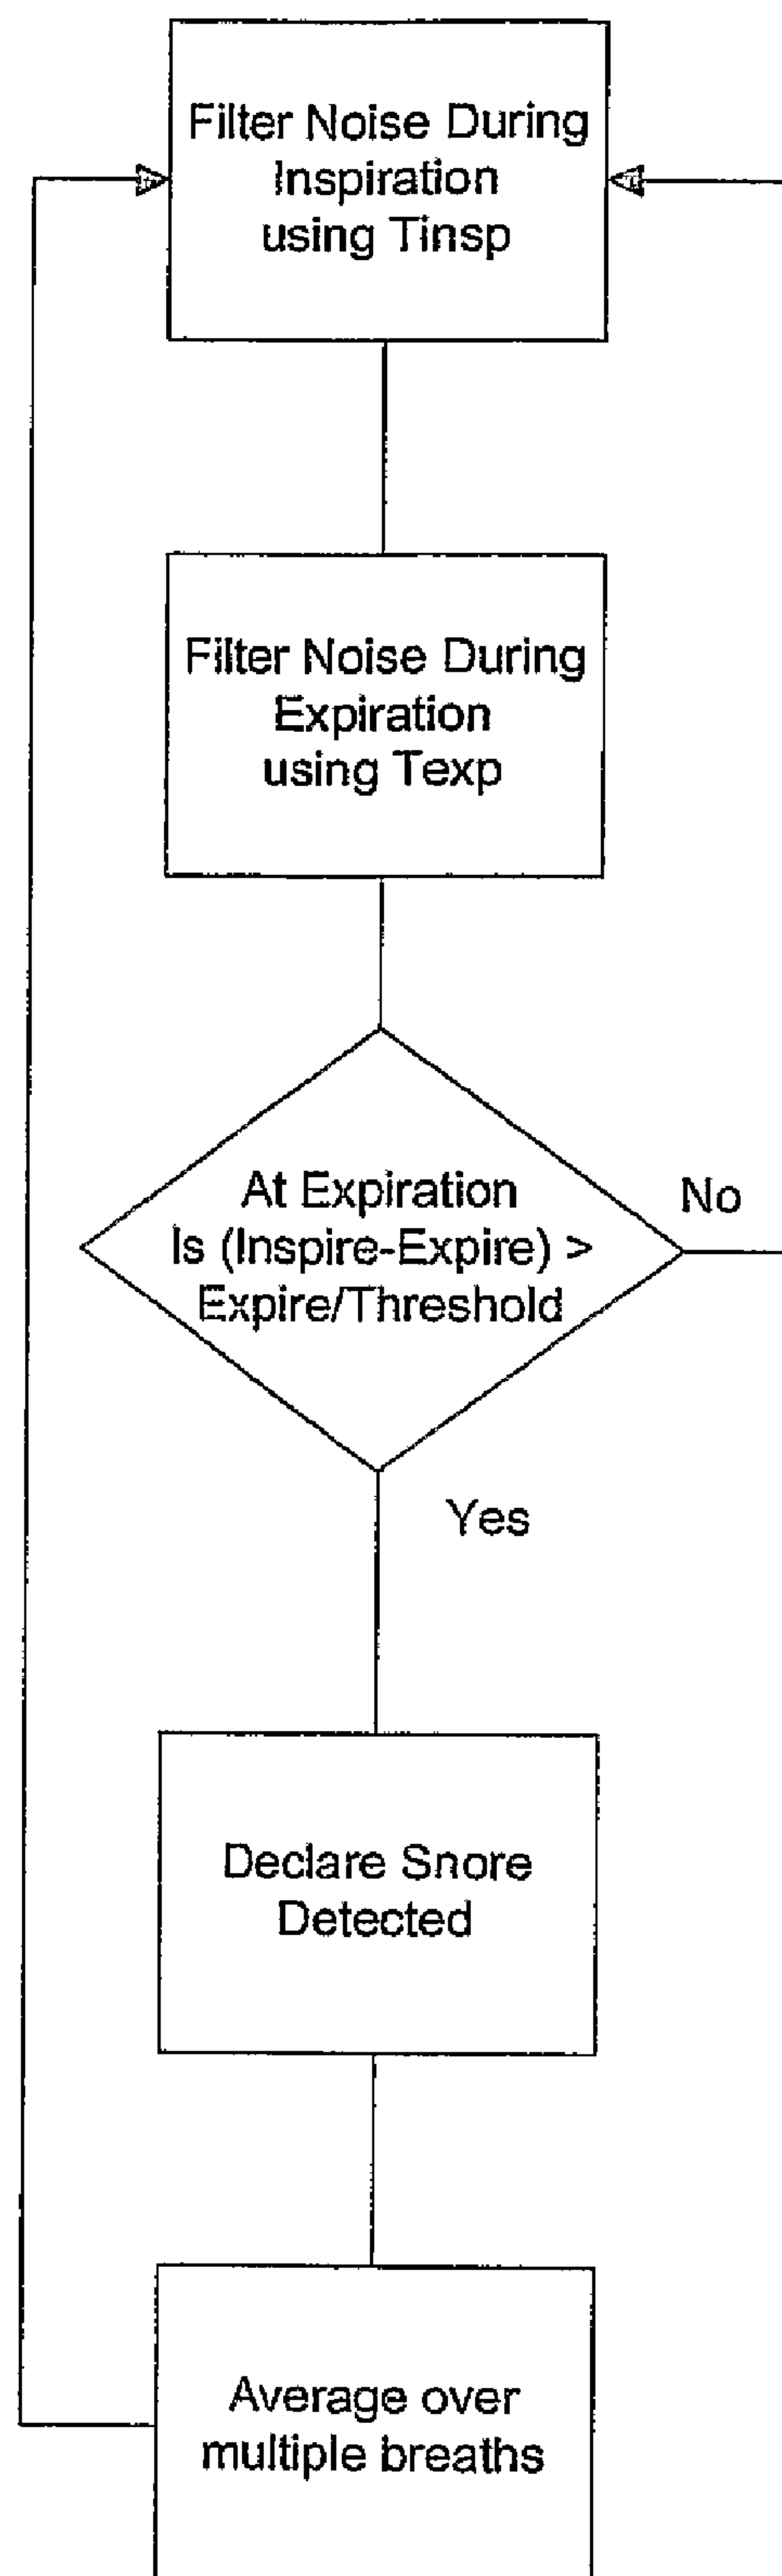 Filter Noise During
Inspiration
using Tinsp
Filter Noise During
Expiration
using Texp
At Expiration
Is (Inspire-Expire) >
Expire/Threshold
No
Yes
Declare Snore
Detected
Average over
multiple breaths